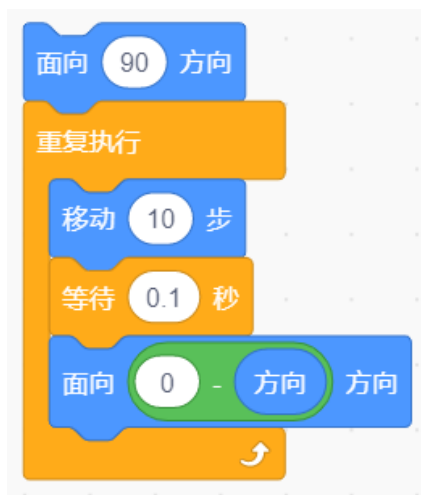 面向 90 方向
重复执行
移动 10 步
等待 0.1 秒
面向 0 - 方向 方向